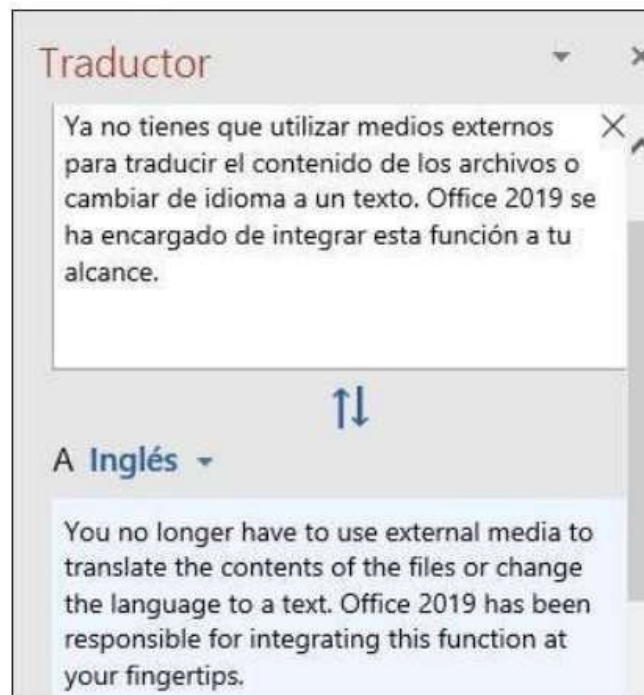 Traductor
Ya no tienes que utilizar medios externos
para traducir el contenido de los archivos o
cambiar de idioma a un texto. Office 2019 se
ha encargado de integrar esta función a tu
alcance.
A Inglés
You no longer have to use external media to
translate the contents of the files or change
the language to a text. Office 2019 has been
responsible for integrating this function at
your fingertips.